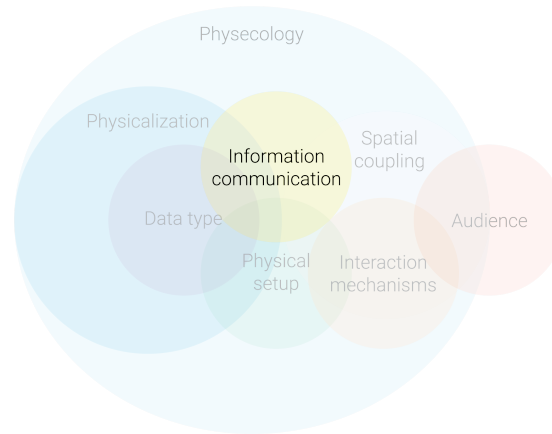 Physecology
Physicalization
Information
communication
Spatial
coupling
Data type
Audience
Physical
setup
Interaction
mechanisms